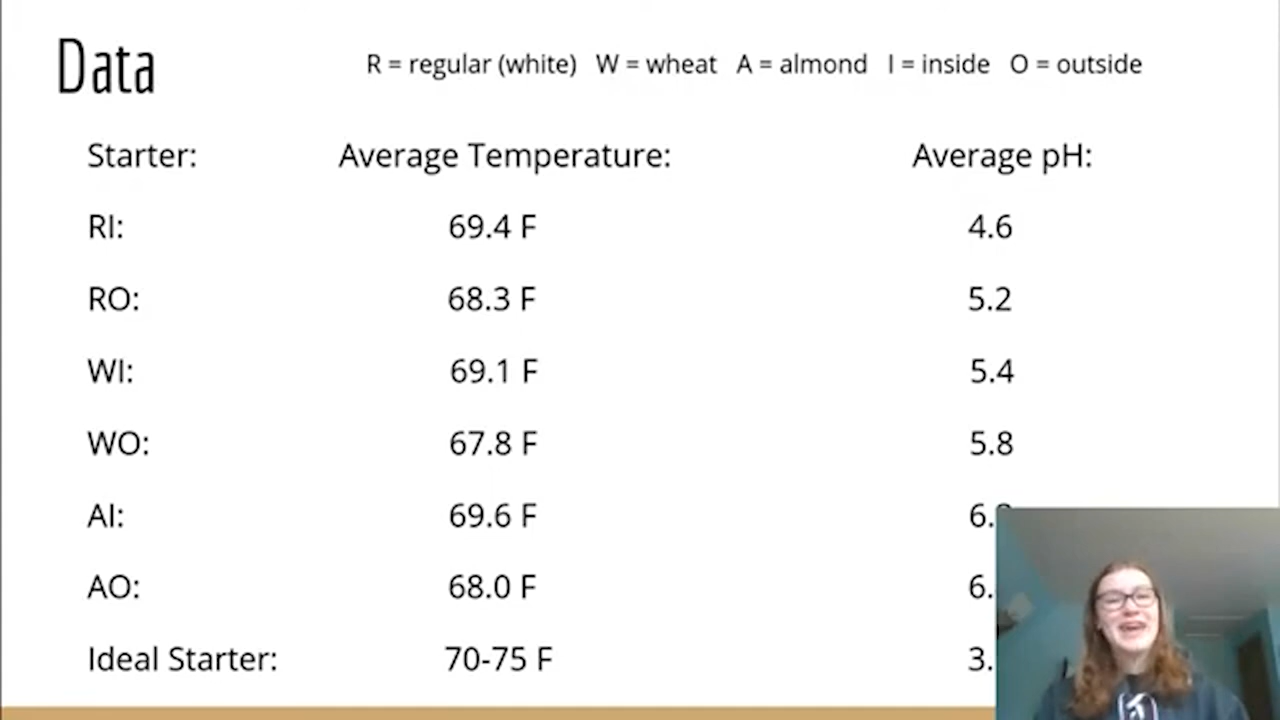 Data
R = regular (white) W = wheat A = almond I = inside O = outside
Starter: Average Temperature: Average pH:
RI: 69.4 F 4.6
RO: 68.3 F 5.2
WI: 69.1 F 5.4
WO: 67.8 F 5.8
AI: 69.6 F
AO: 68.0 F
Ideal Starter: 70-75 F